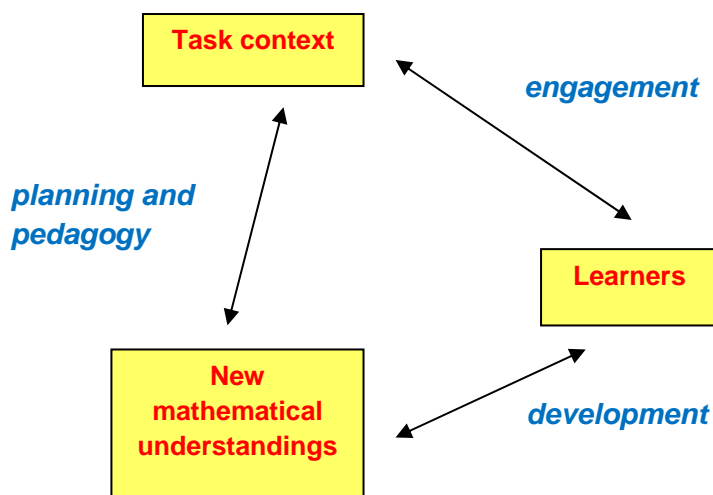 Task context
engagement
planning and
pedagogy
Learners
New
mathematical
understandings
development